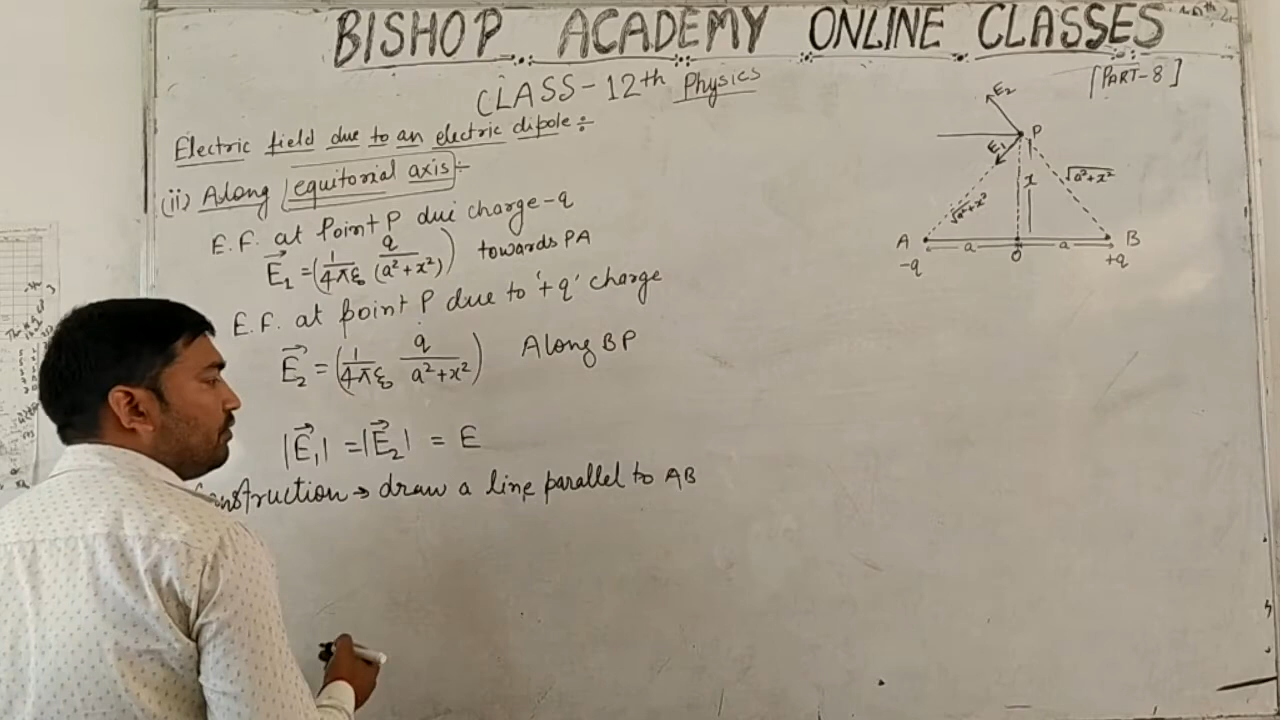 BISHOP ACADEMY ONLINE CLASSES
CLASS-12th Physics
[PART-8]
Electric field due to an electric dipole:-
(ii) Along equitorial axis:-
E.F. at Point P due charge -q
E₁ = (1/4πε₀ q/(a²+x²)) towards PA
E.F. at point P due to '+q' charge
E₂ = (1/4πε₀ q/a²+x²) Along BP
|E₁| = |E₂| = E
Construction → draw a line parallel to AB
E₂
P
E₁
x
√a²+x²
√a²+x²
A
a
O
a
B
-q
+q